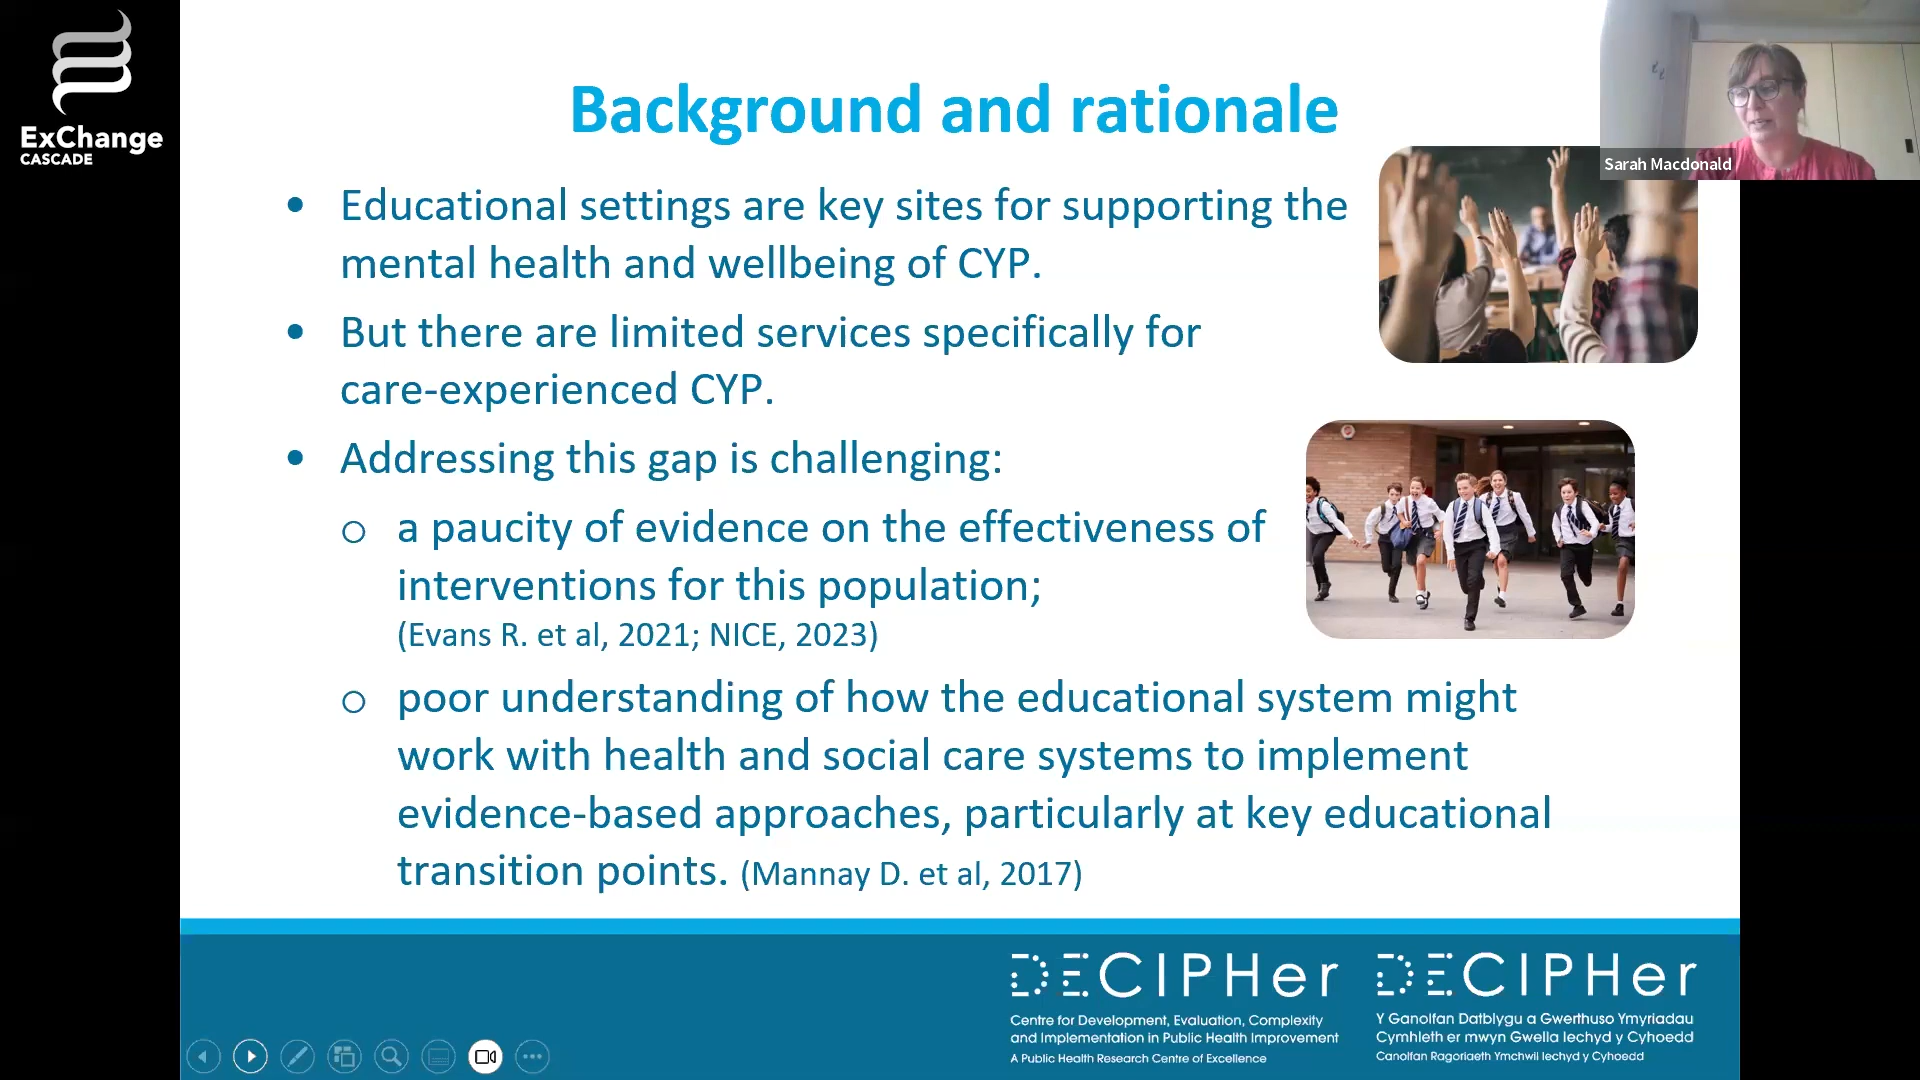 ExChange
CASCADE
Background and rationale
Sarah Macdonald
• Educational settings are key sites for supporting the
mental health and wellbeing of CYP.
• But there are limited services specifically for
care-experienced CYP.
• Addressing this gap is challenging:
o a paucity of evidence on the effectiveness of
interventions for this population;
(Evans R. et al, 2021; NICE, 2023)
o poor understanding of how the educational system might
work with health and social care systems to implement
evidence-based approaches, particularly at key educational
transition points. (Mannay D. et al, 2017)
DECIPHer
Centre for Development, Evaluation, Complexity
and Implementation in Public Health Improvement
A Public Health Research Centre of Excellence
DECIPHer
Y Ganolfan Datblygu a Gwerthuso Ymyriadau
Cymhleth er mwyn Gwella Iechyd y Cyhoedd
Canolfan Ragoriaeth Ymchwil Iechyd y Cyhoedd